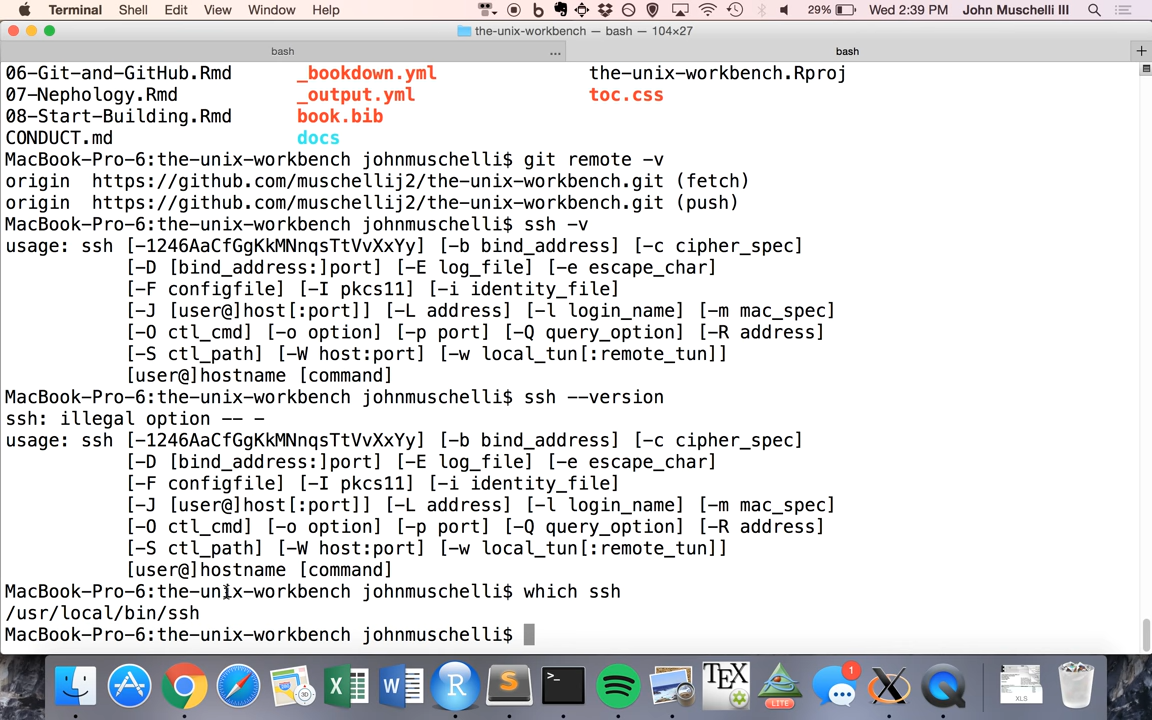 Terminal Shell Edit View Window Help 29% Wed 2:39 PM John Muschelli III
the-unix-workbench — bash — 104×27
bash ... bash +
06-Git-and-GitHub.Rmd _bookdown.yml the-unix-workbench.Rproj
07-Nephology.Rmd _output.yml toc.css
08-Start-Building.Rmd book.bib
CONDUCT.md docs
MacBook-Pro-6:the-unix-workbench johnmuschelli$ git remote -v
origin https://github.com/muschellij2/the-unix-workbench.git (fetch)
origin https://github.com/muschellij2/the-unix-workbench.git (push)
MacBook-Pro-6:the-unix-workbench johnmuschelli$ ssh -v
usage: ssh [-1246AaCfGgKkMNnqsTtVvXxYy] [-b bind_address] [-c cipher_spec]
[-D [bind_address:]port] [-E log_file] [-e escape_char]
[-F configfile] [-I pkcs11] [-i identity_file]
[-J [user@]host[:port]] [-L address] [-l login_name] [-m mac_spec]
[-O ctl_cmd] [-o option] [-p port] [-Q query_option] [-R address]
[-S ctl_path] [-W host:port] [-w local_tun[:remote_tun]]
[user@]hostname [command]
MacBook-Pro-6:the-unix-workbench johnmuschelli$ ssh --version
ssh: illegal option -- -
usage: ssh [-1246AaCfGgKkMNnqsTtVvXxYy] [-b bind_address] [-c cipher_spec]
[-D [bind_address:]port] [-E log_file] [-e escape_char]
[-F configfile] [-I pkcs11] [-i identity_file]
[-J [user@]host[:port]] [-L address] [-l login_name] [-m mac_spec]
[-O ctl_cmd] [-o option] [-p port] [-Q query_option] [-R address]
[-S ctl_path] [-W host:port] [-w local_tun[:remote_tun]]
[user@]hostname [command]
MacBook-Pro-6:the-unix-workbench johnmuschelli$ which ssh
/usr/local/bin/ssh
MacBook-Pro-6:the-unix-workbench johnmuschelli$
3D X W R S >_ TEX LITE 1 X XLS